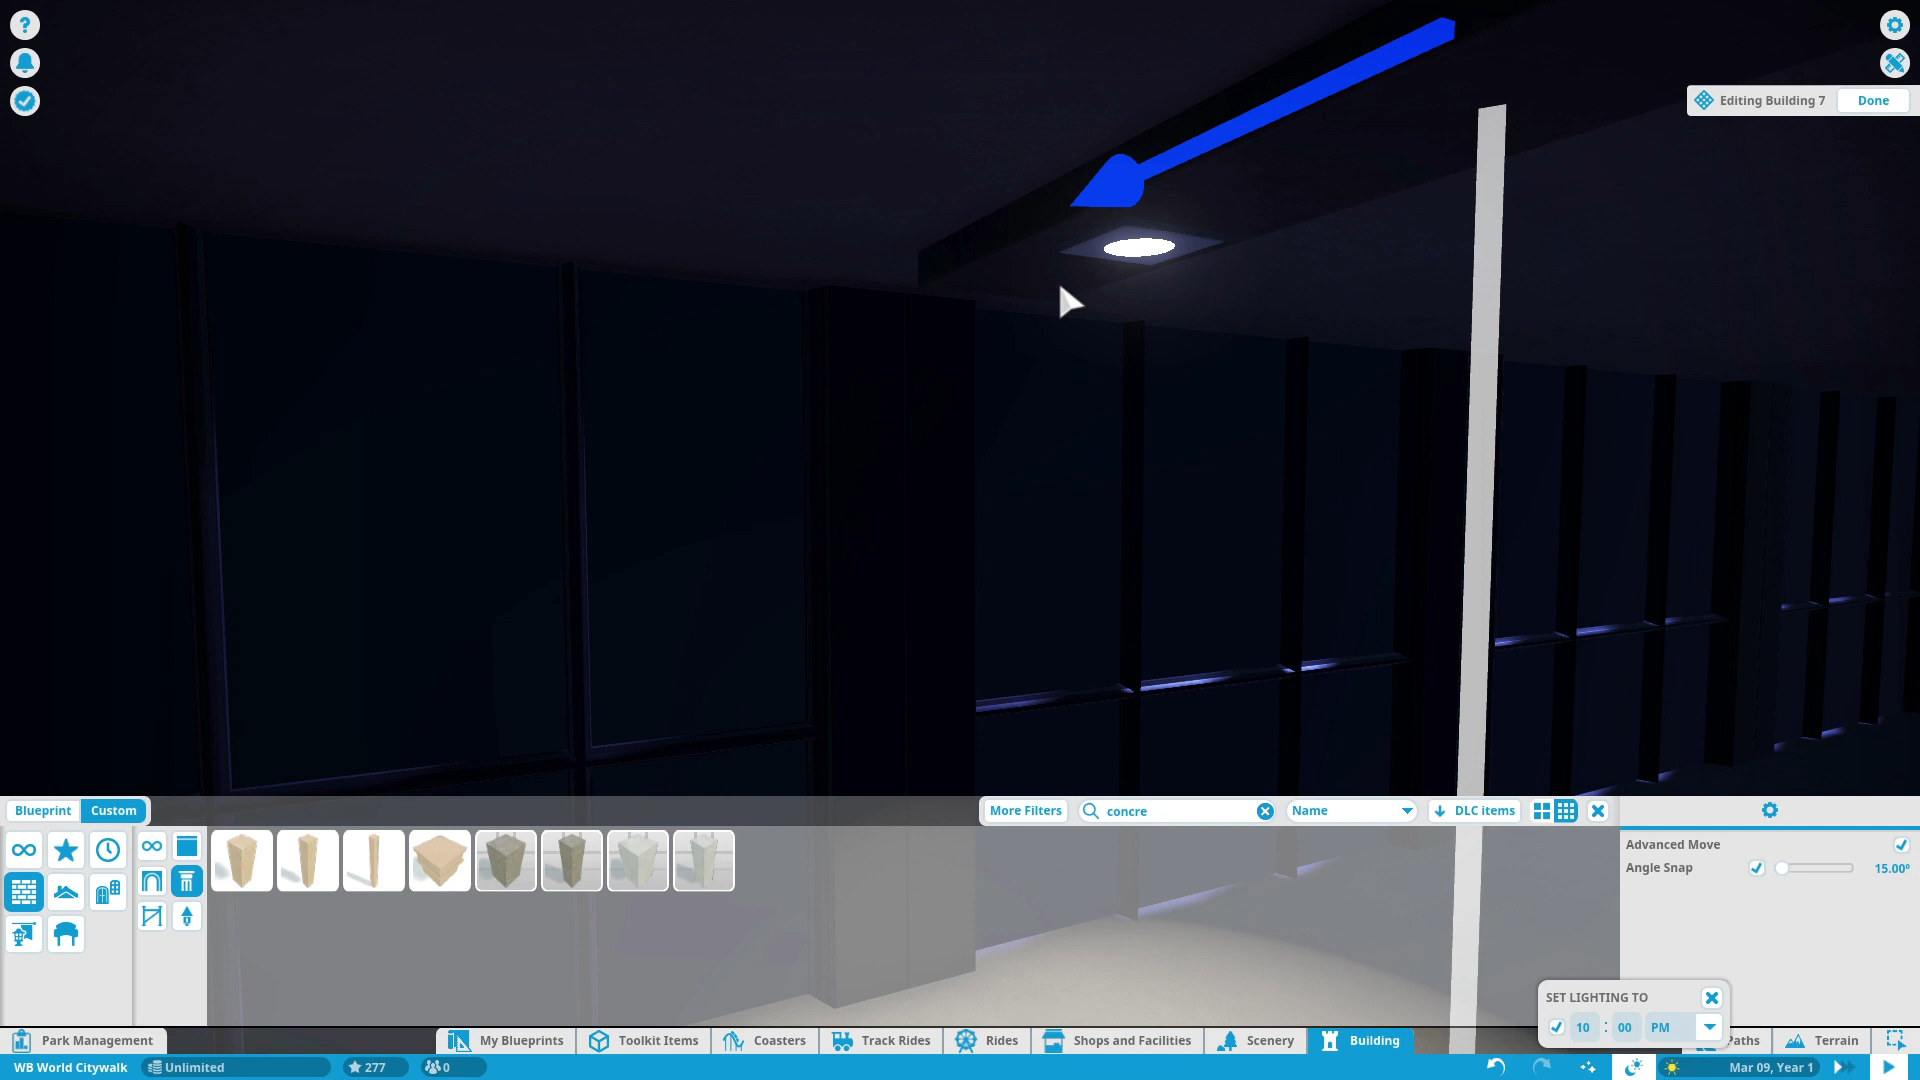 ?
Editing Building 7 Done
Blueprint Custom
More Filters concre Name DLC items
Advanced Move
Angle Snap 15.00º
SET LIGHTING TO
10 : 00 PM
Park Management My Blueprints Toolkit Items Coasters Track Rides Rides Shops and Facilities Scenery Building Paths Terrain
WB World Citywalk Unlimited 277 0 Mar 09, Year 1